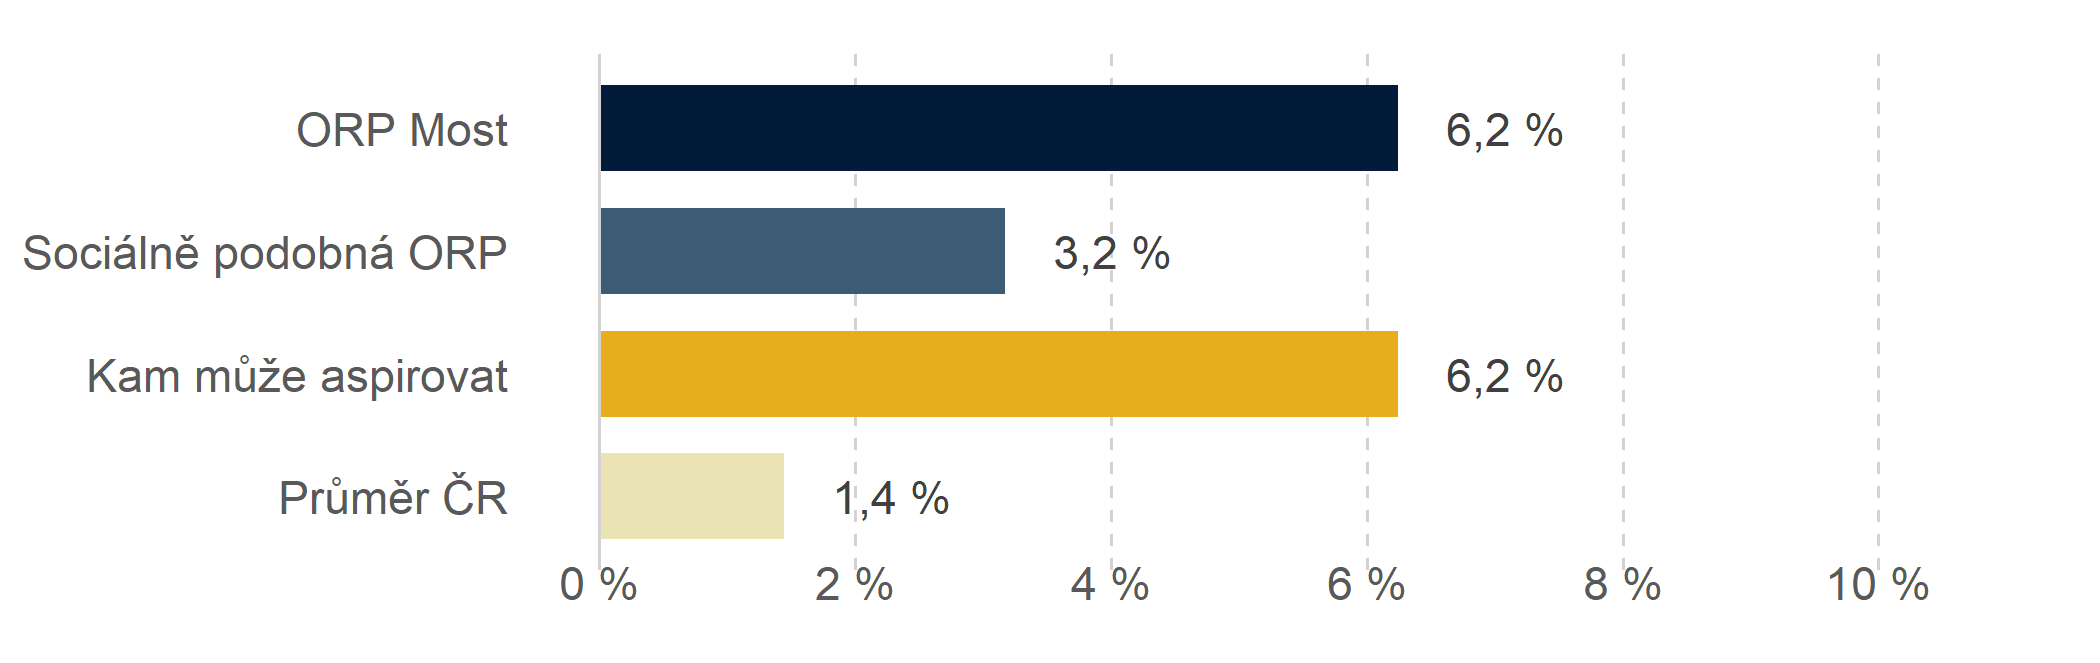 ORP Most 6,2 %
Sociálně podobná ORP 3,2 %
Kam může aspirovat 6,2 %
Průměr ČR 1,4 %
0 % 2 % 4 % 6 % 8 % 10 %